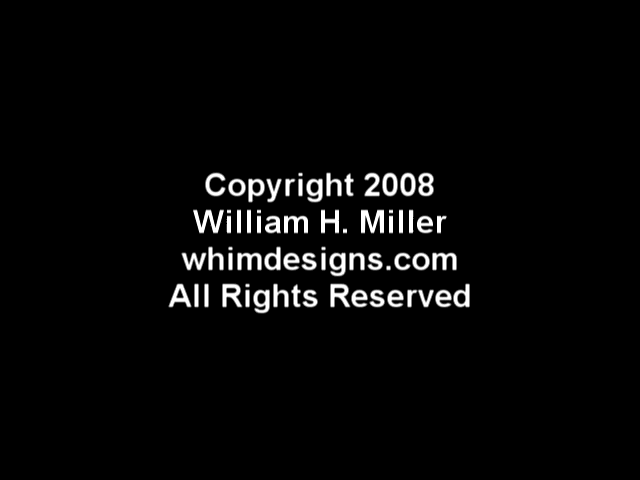 Copyright 2008
William H. Miller
whimdesigns.com
All Rights Reserved